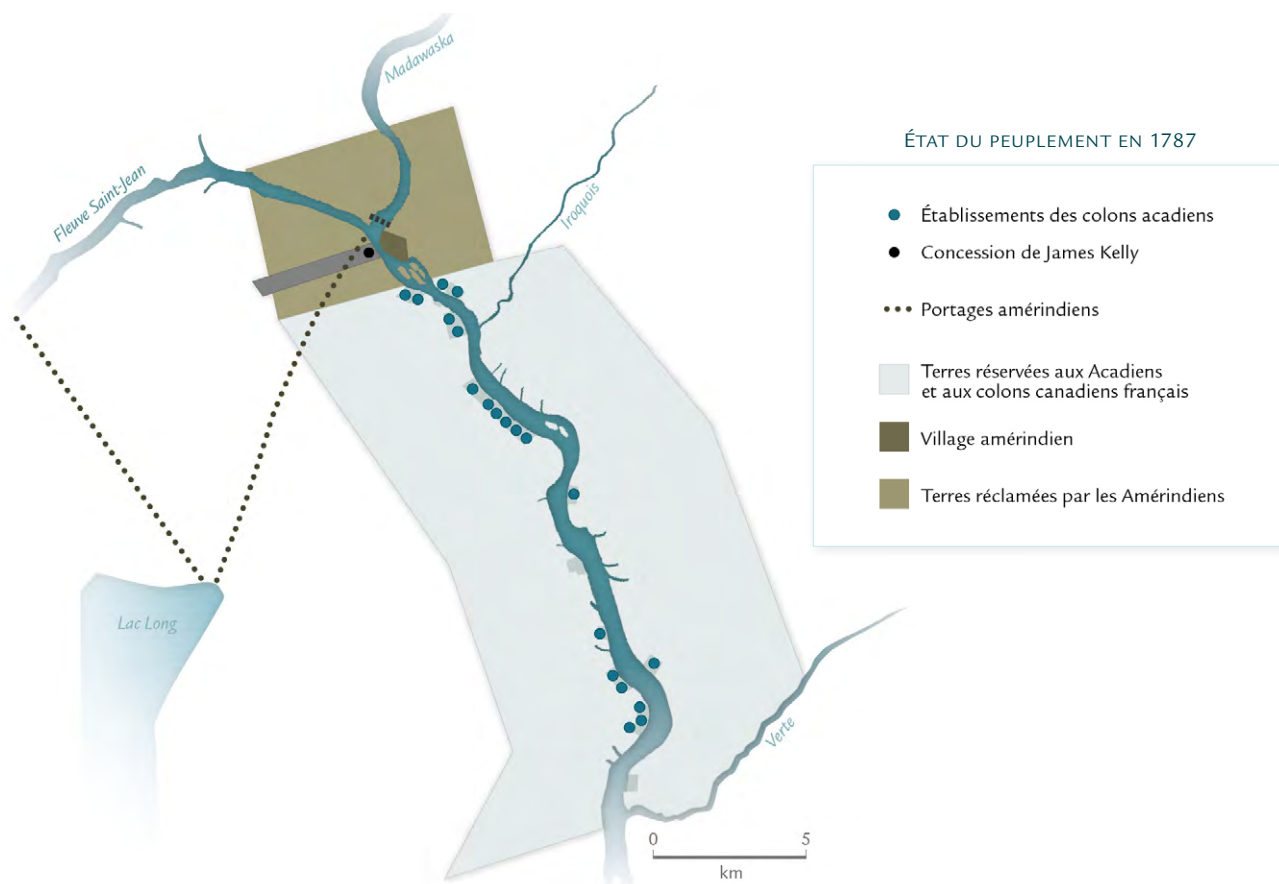 Madawaska
Iroquois
Fleuve Saint-Jean
Lac Long
Verte
0 5
km
ÉTAT DU PEUPLEMENT EN 1787
Établissements des colons acadiens
Concession de James Kelly
Portages amérindiens
Terres réservées aux Acadiens
et aux colons canadiens français
Village amérindien
Terres réclamées par les Amérindiens